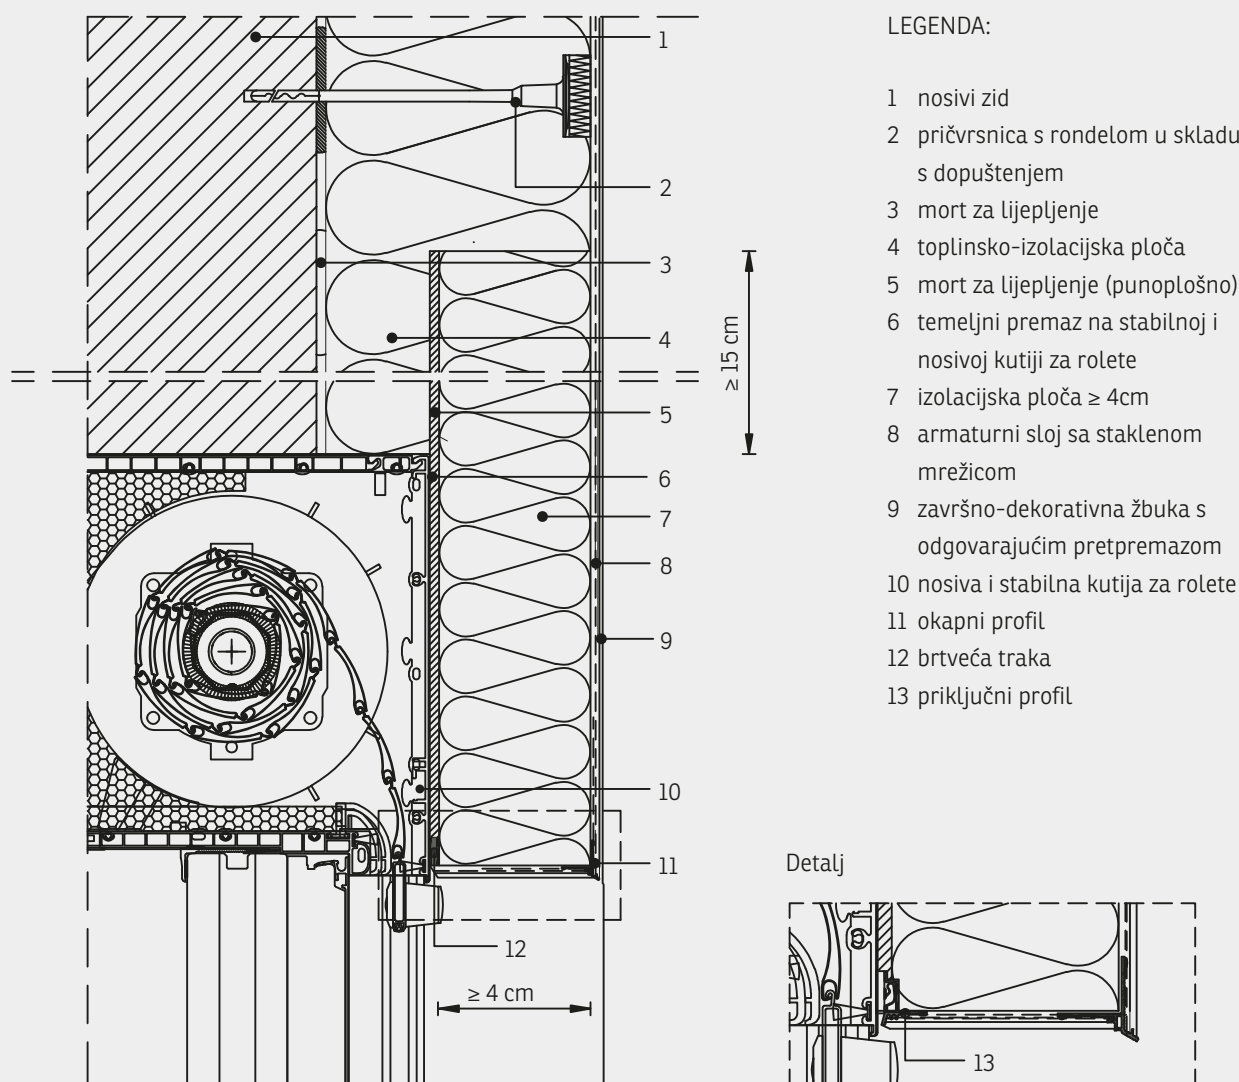 LEGENDA:
1 nosivi zid
2 pričvrsnica s rondelom u skladu
s dopuštenjem
3 mort za lijepljenje
4 toplinsko-izolacijska ploča
5 mort za lijepljenje (punoplošno)
6 temeljni premaz na stabilnoj i
nosivoj kutiji za rolete
7 izolacijska ploča ≥ 4cm
8 armaturni sloj sa staklenom
mrežicom
9 završno-dekorativna žbuka s
odgovarajućim pretpremazom
10 nosiva i stabilna kutija za rolete
11 okapni profil
12 brtveća traka
13 priključni profil
1
2
3
4
5
6
7
8
9
10
11
12
≥ 15 cm
≥ 4 cm
Detalj
13